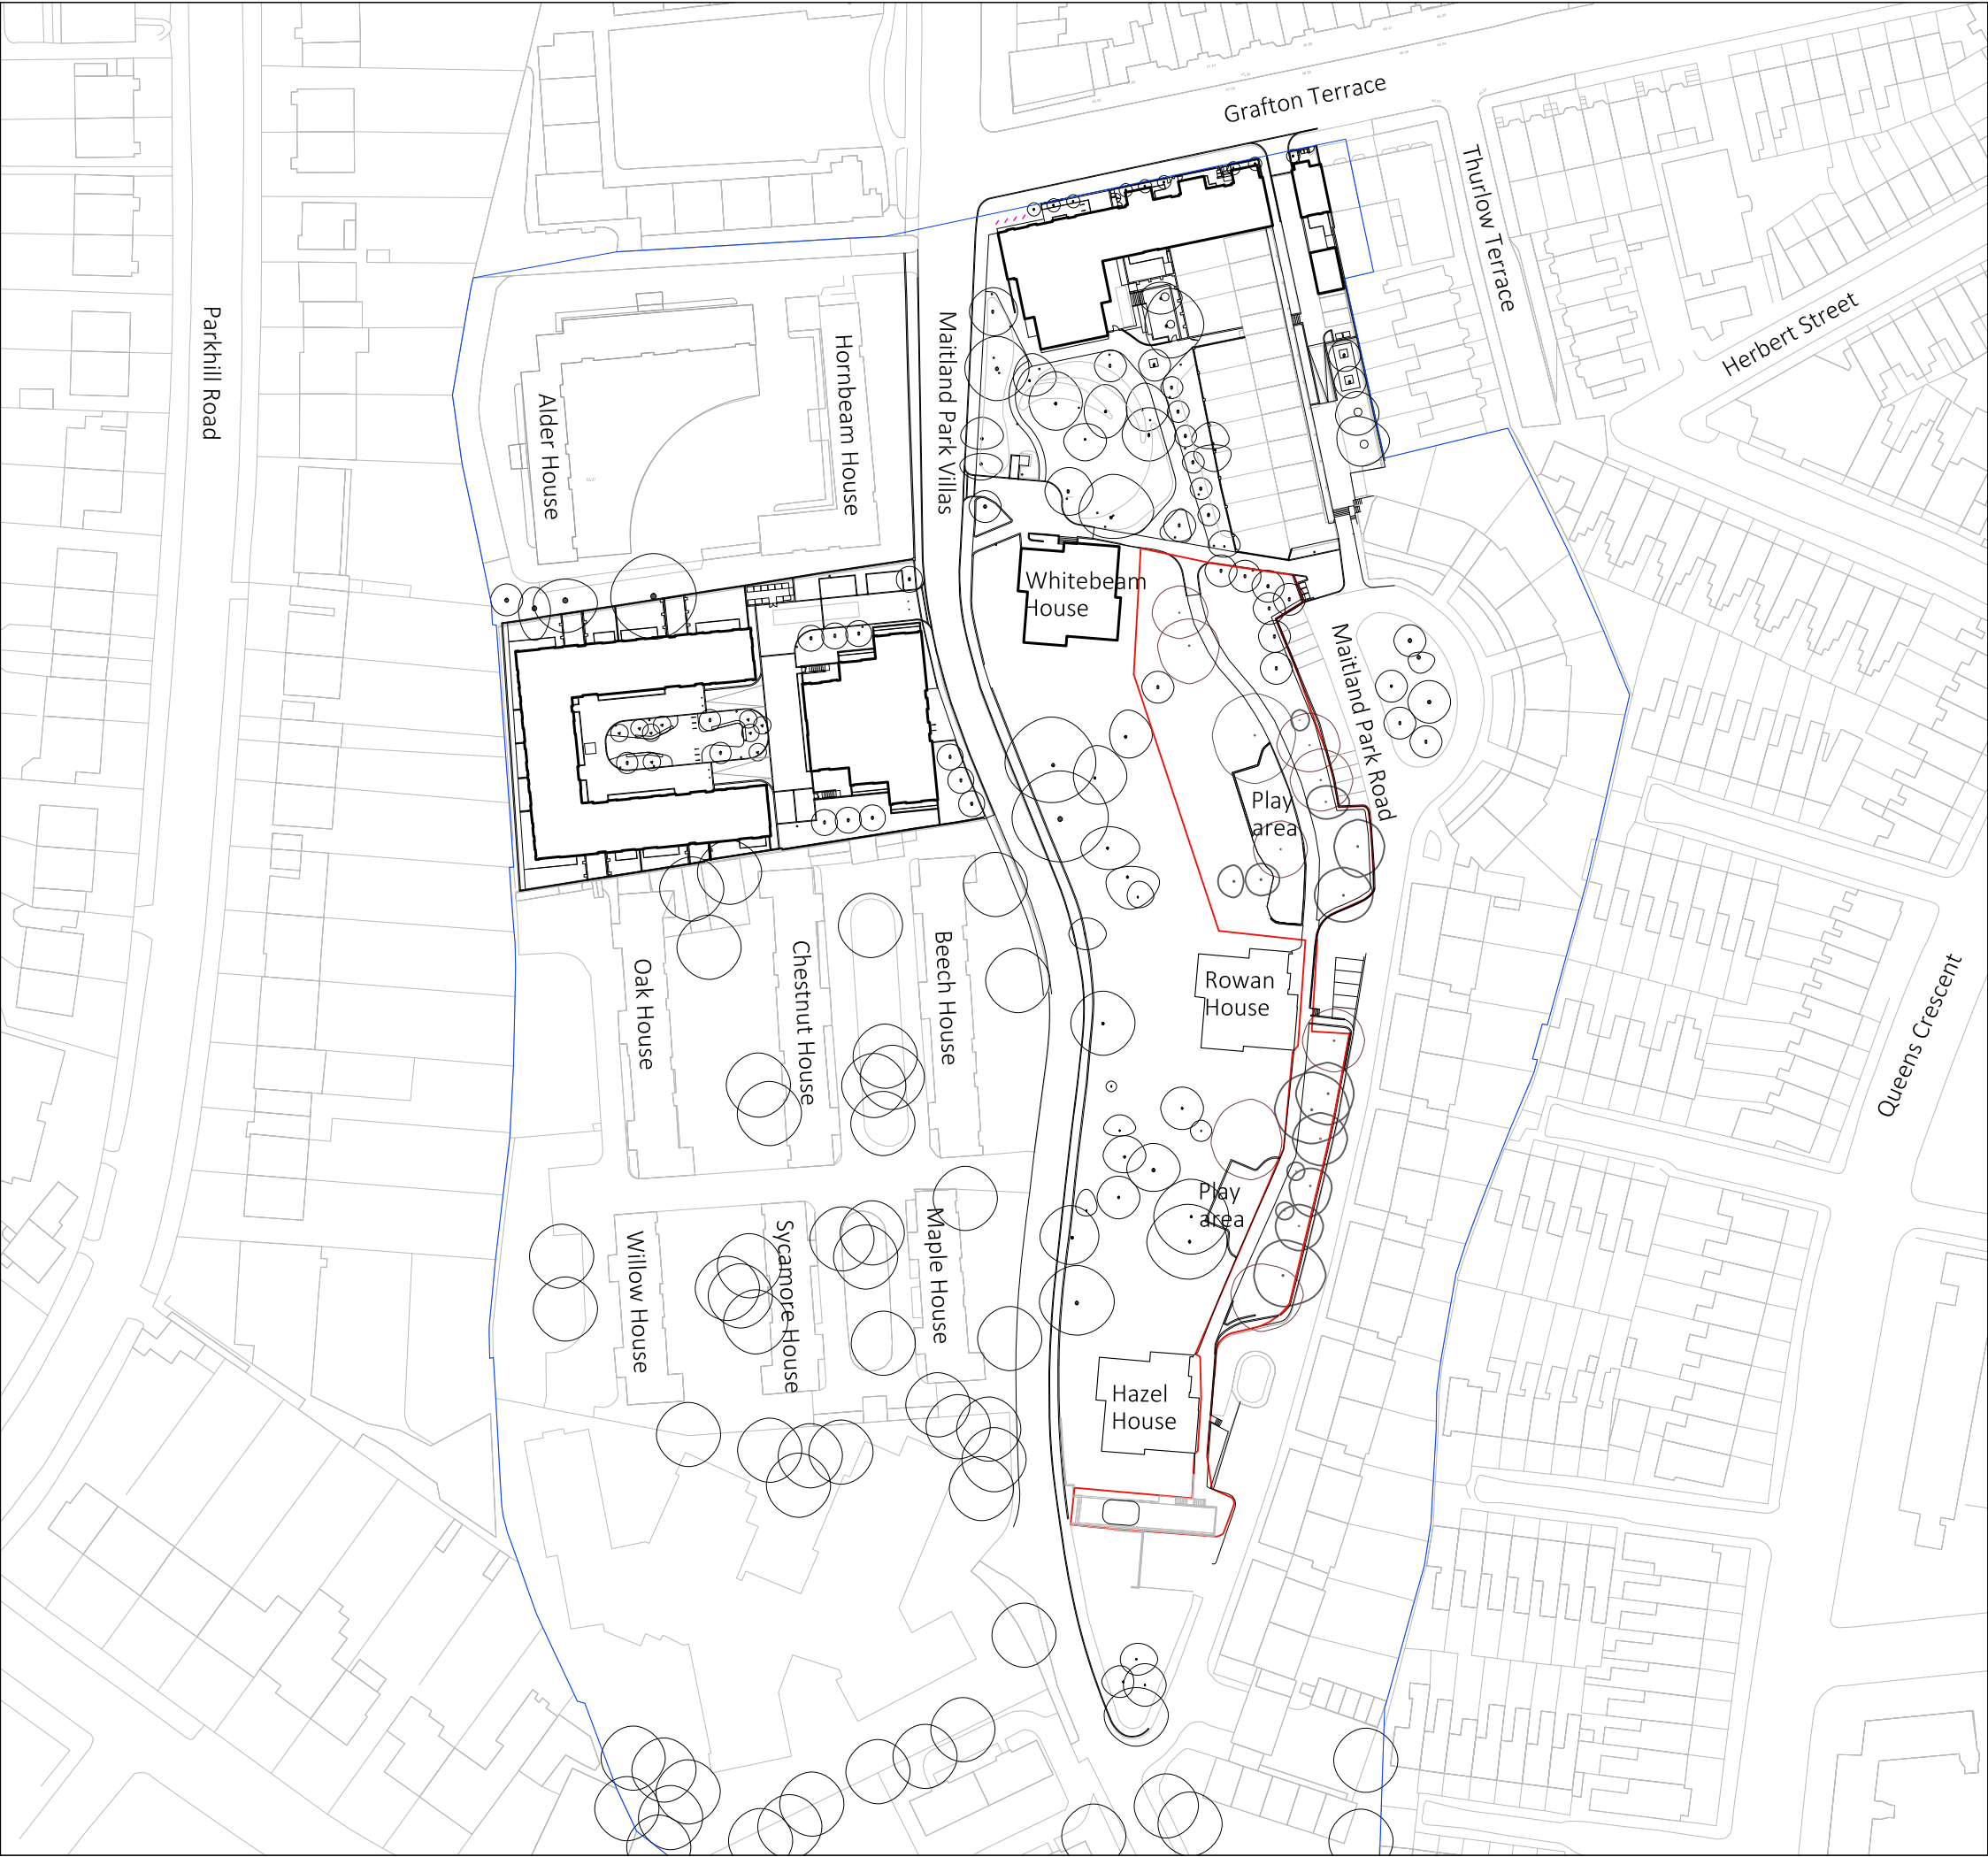 Grafton Terrace
Thurlow Terrace
Herbert Street
Parkhill Road
Maitland Park Villas
Hornbeam House
Alder House
Whitebeam
House
Maitland Park Road
Play
area
Rowan
House
Oak House
Chestnut House
Beech House
Queens Crescent
Play
area
Willow House
Sycamore House
Maple House
Hazel
House